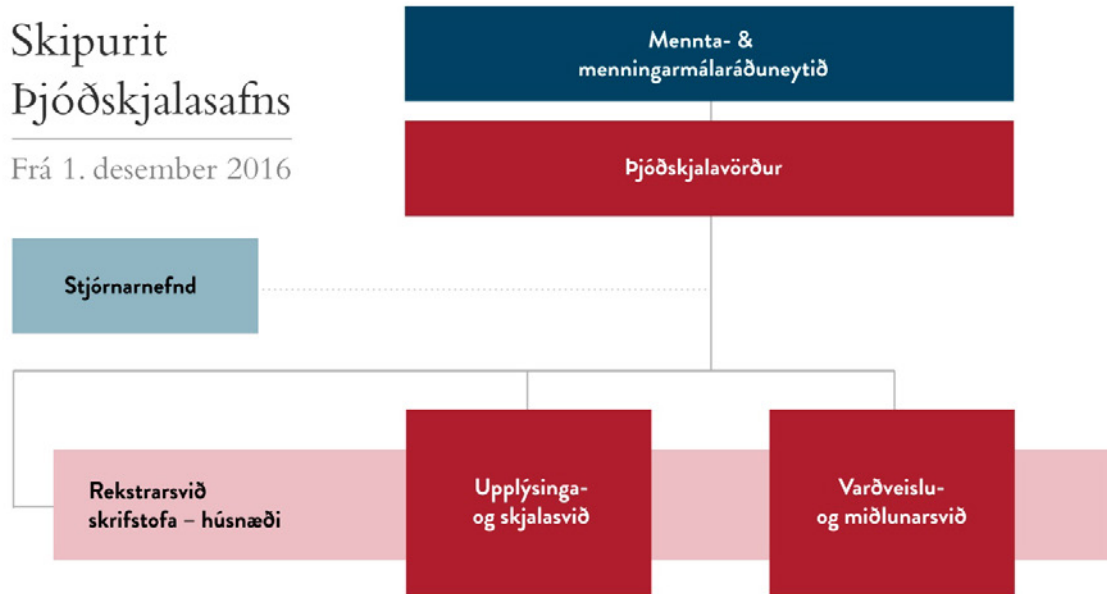 Skipurit
Þjóðskjalasafns
Frá 1. desember 2016
Mennta- &
menningarmálaráðuneytið
Þjóðskjalavörður
Stjórnarnefnd
Rekstrarsvið
skrifstofa – húsnæði
Upplýsinga-
og skjalasvið
Varðveislu-
og miðlunarsvið